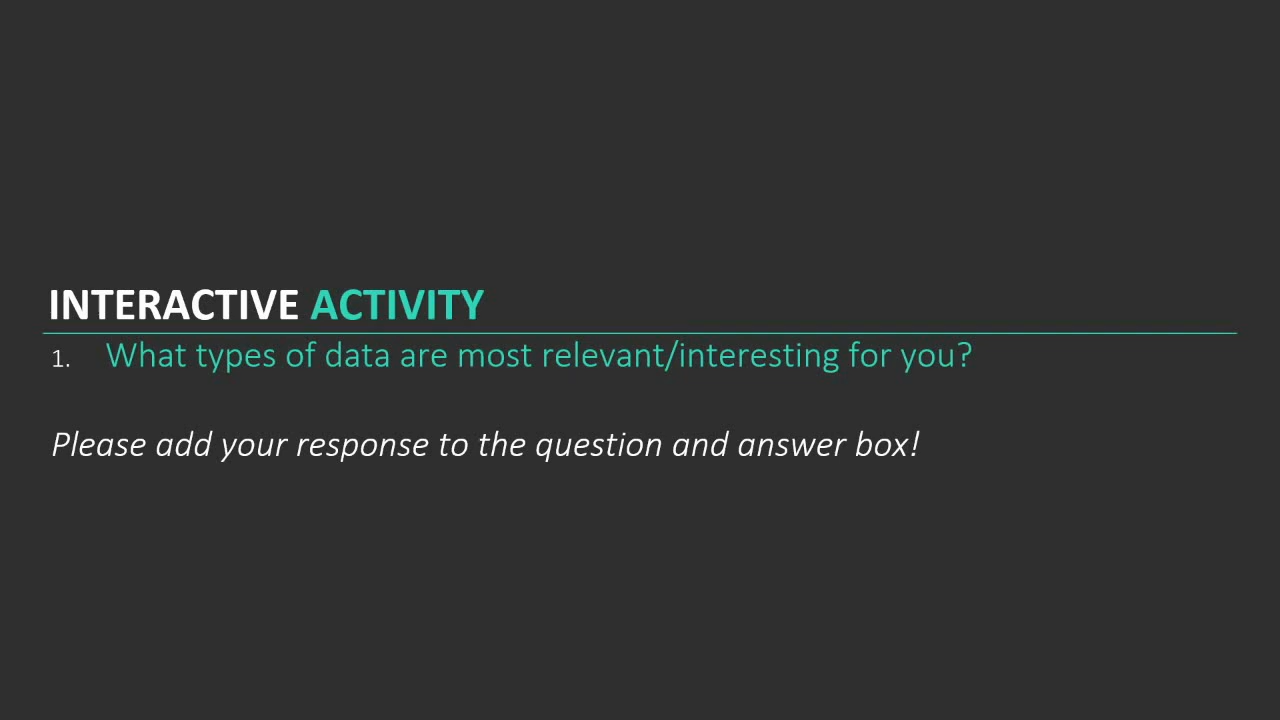 INTERACTIVE ACTIVITY
1. What types of data are most relevant/interesting for you?
Please add your response to the question and answer box!